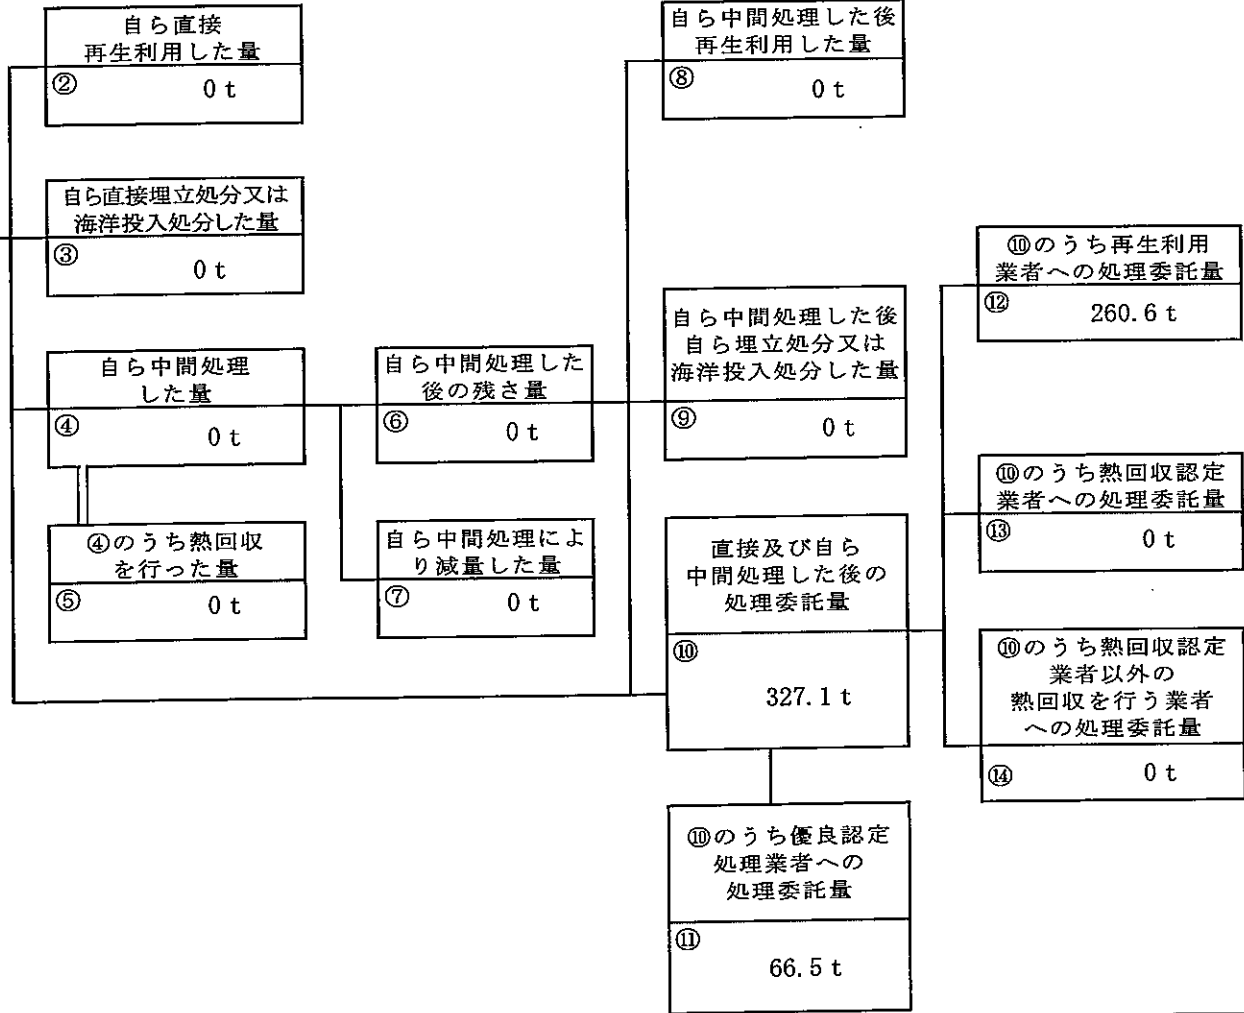 自ら直接
再生利用した量
②
0 t
自ら直接埋立処分又は
海洋投入処分した量
③
0 t
自ら中間処理
した量
④
0 t
④のうち熱回収
を行った量
⑤
0 t
自ら中間処理した
後の残さ量
⑥
0 t
自ら中間処理によ
り減量した量
⑦
0 t
自ら中間処理した後
再生利用した量
⑧
0 t
自ら中間処理した後
自ら埋立処分又は
海洋投入処分した量
⑨
0 t
直接及び自ら
中間処理した後の
処理委託量
⑩
327.1 t
⑩のうち優良認定
処理業者への
処理委託量
⑪
66.5 t
⑩のうち再生利用
業者への処理委託量
⑫
260.6 t
⑩のうち熱回収認定
業者への処理委託量
⑬
0 t
⑩のうち熱回収認定
業者以外の
熱回収を行う業者
への処理委託量
⑭
0 t